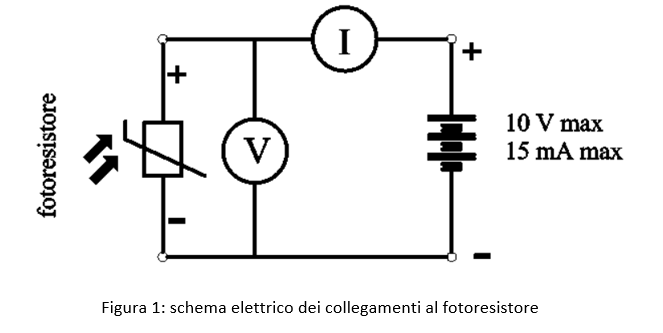 I
+
+
fotoresistore
V
10 V max
15 mA max
-
-
Figura 1: schema elettrico dei collegamenti al fotoresistore